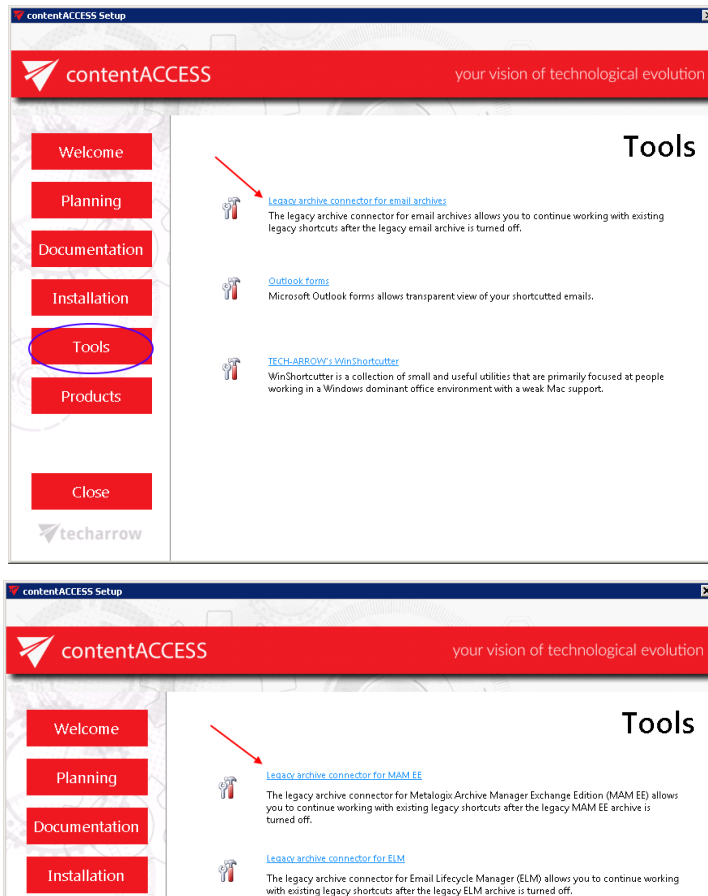 contentACCESS Setup
contentACCESS
your vision of technological evolution
Welcome
Planning
Documentation
Installation
Tools
Products
Close
techarrow
Tools
Legacy archive connector for email archives
The legacy archive connector for email archives allows you to continue working with existing
legacy shortcuts after the legacy email archive is turned off.
Outlook forms
Microsoft Outlook forms allows transparent view of your shortcutted emails.
TECH-ARROW's WinShortcutter
WinShortcutter is a collection of small and useful utilities that are primarily focused at people
working in a Windows dominant office environment with a weak Mac support.
contentACCESS Setup
contentACCESS
your vision of technological evolution
Welcome
Planning
Documentation
Installation
Tools
Legacy archive connector for MAM EE
The legacy archive connector for Metalogix Archive Manager Exchange Edition (MAM EE) allows
you to continue working with existing legacy shortcuts after the legacy MAM EE archive is
turned off.
Legacy archive connector for ELM
The legacy archive connector for Email Lifecycle Manager (ELM) allows you to continue working
with existing legacy shortcuts after the legacy ELM archive is turned off.